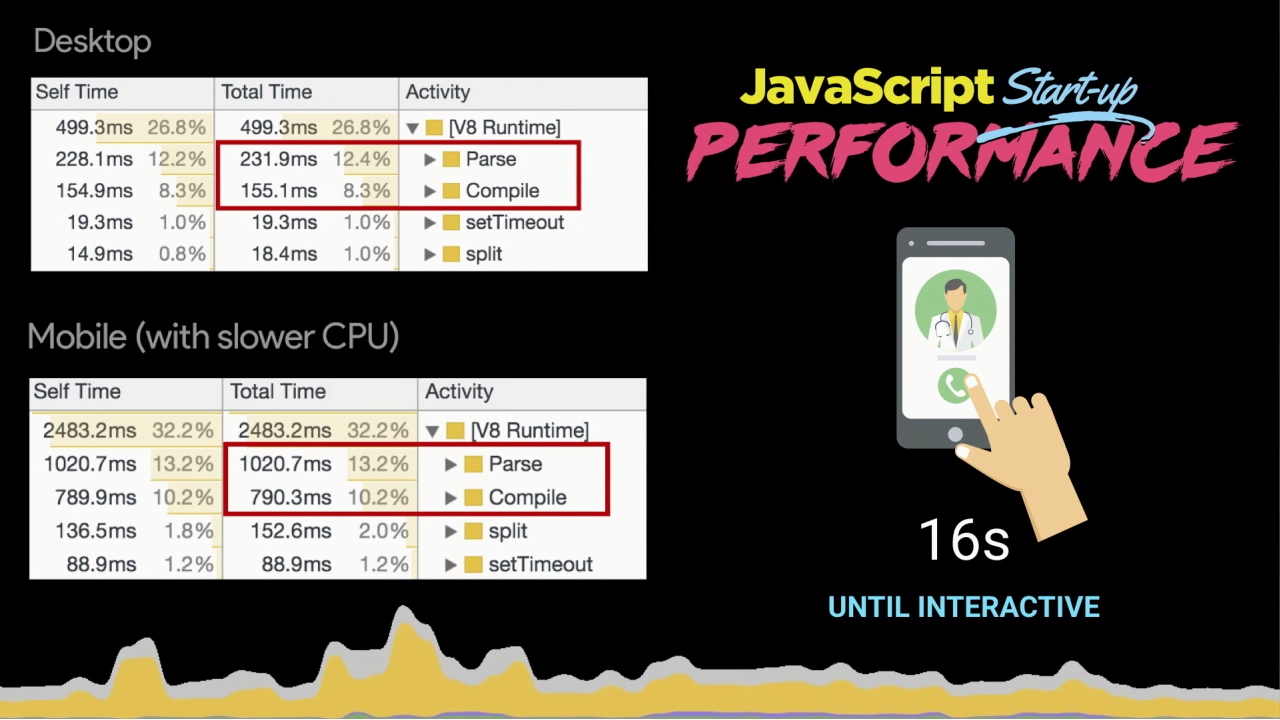 Desktop
Self Time Total Time Activity
499.3ms 26.8% 499.3ms 26.8% [V8 Runtime]
228.1ms 12.2% 231.9ms 12.4% Parse
154.9ms 8.3% 155.1ms 8.3% Compile
19.3ms 1.0% 19.3ms 1.0% setTimeout
14.9ms 0.8% 18.4ms 1.0% split
Mobile (with slower CPU)
Self Time Total Time Activity
2483.2ms 32.2% 2483.2ms 32.2% [V8 Runtime]
1020.7ms 13.2% 1020.7ms 13.2% Parse
789.9ms 10.2% 790.3ms 10.2% Compile
136.5ms 1.8% 152.6ms 2.0% split
88.9ms 1.2% 88.9ms 1.2% setTimeout
JavaScript Start-up
PERFORMANCE
16s
UNTIL INTERACTIVE